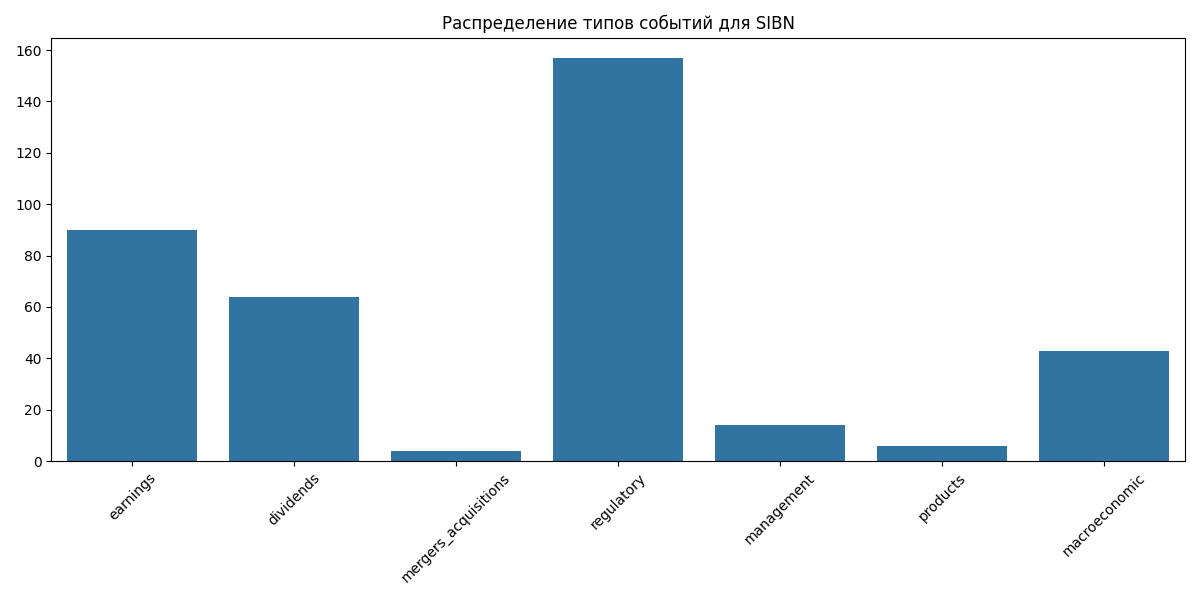 Распределение типов событий для SIBN
160
140
120
100
80
60
40
20
0
earnings
dividends
mergers_acquisitions
regulatory
management
products
macroeconomic